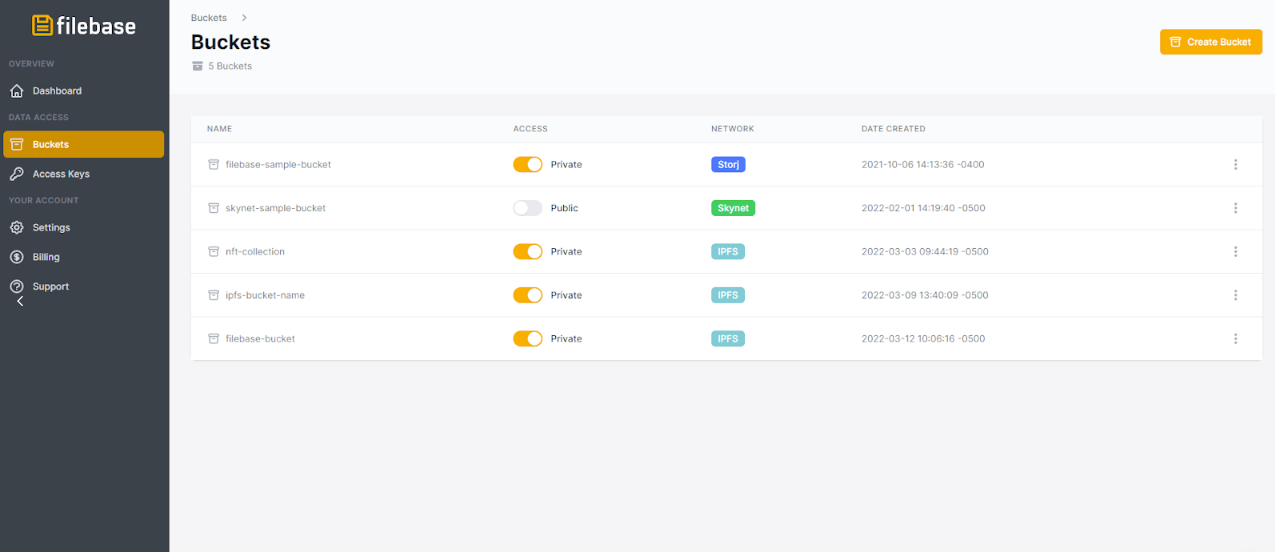 filebase
OVERVIEW
Dashboard
DATA ACCESS
Buckets
Access Keys
YOUR ACCOUNT
Settings
Billing
Support
Buckets
Buckets
5 Buckets
Create Bucket
NAME ACCESS NETWORK DATE CREATED
filebase-sample-bucket Private Storj 2021-10-06 14:13:36 -0400
skynet-sample-bucket Public Skynet 2022-02-01 14:19:40 -0500
nft-collection Private IPFS 2022-03-03 09:44:19 -0500
ipfs-bucket-name Private IPFS 2022-03-09 13:40:09 -0500
filebase-bucket Private IPFS 2022-03-12 10:06:16 -0500